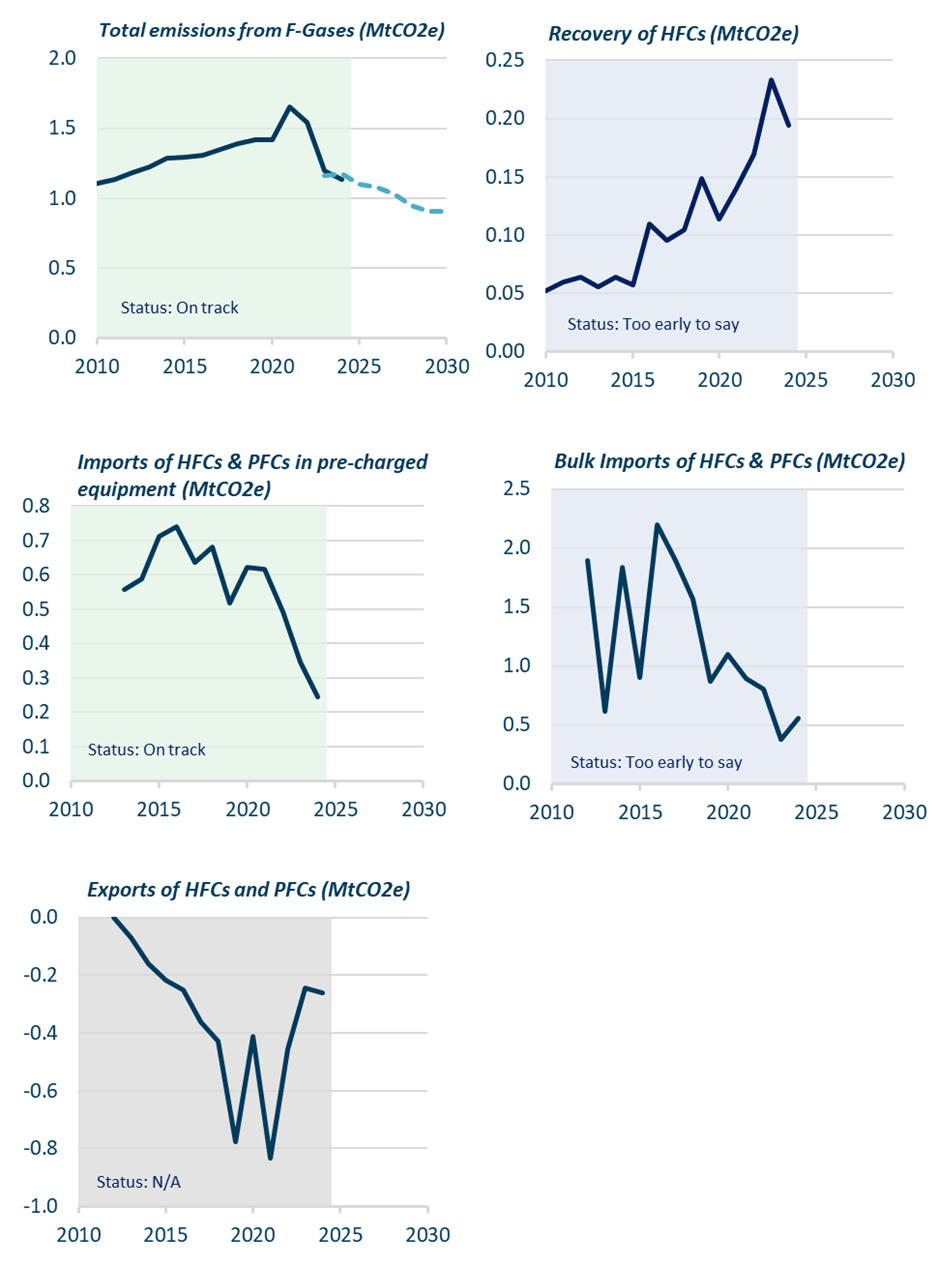 Total emissions from F-Gases (MtCO2e)
2.0
1.5
1.0
0.5
0.0
Status: On track
2010 2015 2020 2025 2030
Recovery of HFCs (MtCO2e)
0.25
0.20
0.15
0.10
0.05
0.00
Status: Too early to say
2010 2015 2020 2025 2030
Imports of HFCs & PFCs in pre-charged
equipment (MtCO2e)
0.8
0.7
0.6
0.5
0.4
0.3
0.2
0.1
0.0
Status: On track
2010 2015 2020 2025 2030
Bulk Imports of HFCs & PFCs (MtCO2e)
2.5
2.0
1.5
1.0
0.5
0.0
Status: Too early to say
2010 2015 2020 2025 2030
Exports of HFCs and PFCs (MtCO2e)
0.0
-0.2
-0.4
-0.6
-0.8
-1.0
Status: N/A
2010 2015 2020 2025 2030